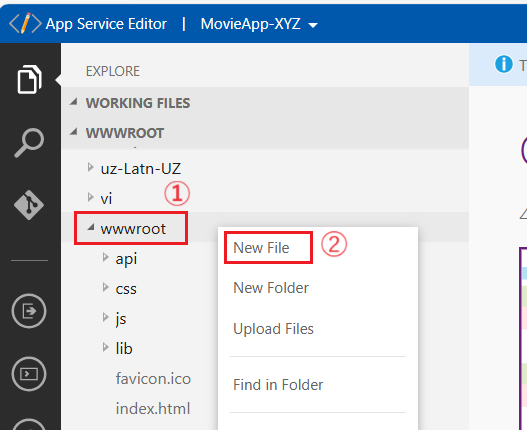 App Service Editor | MovieApp-XYZ
EXPLORE
WORKING FILES
WWWROOT
uz-Latn-UZ
vi
①
wwwroot
api
css
js
lib
favicon.ico
index.html
New File
②
New Folder
Upload Files
Find in Folder